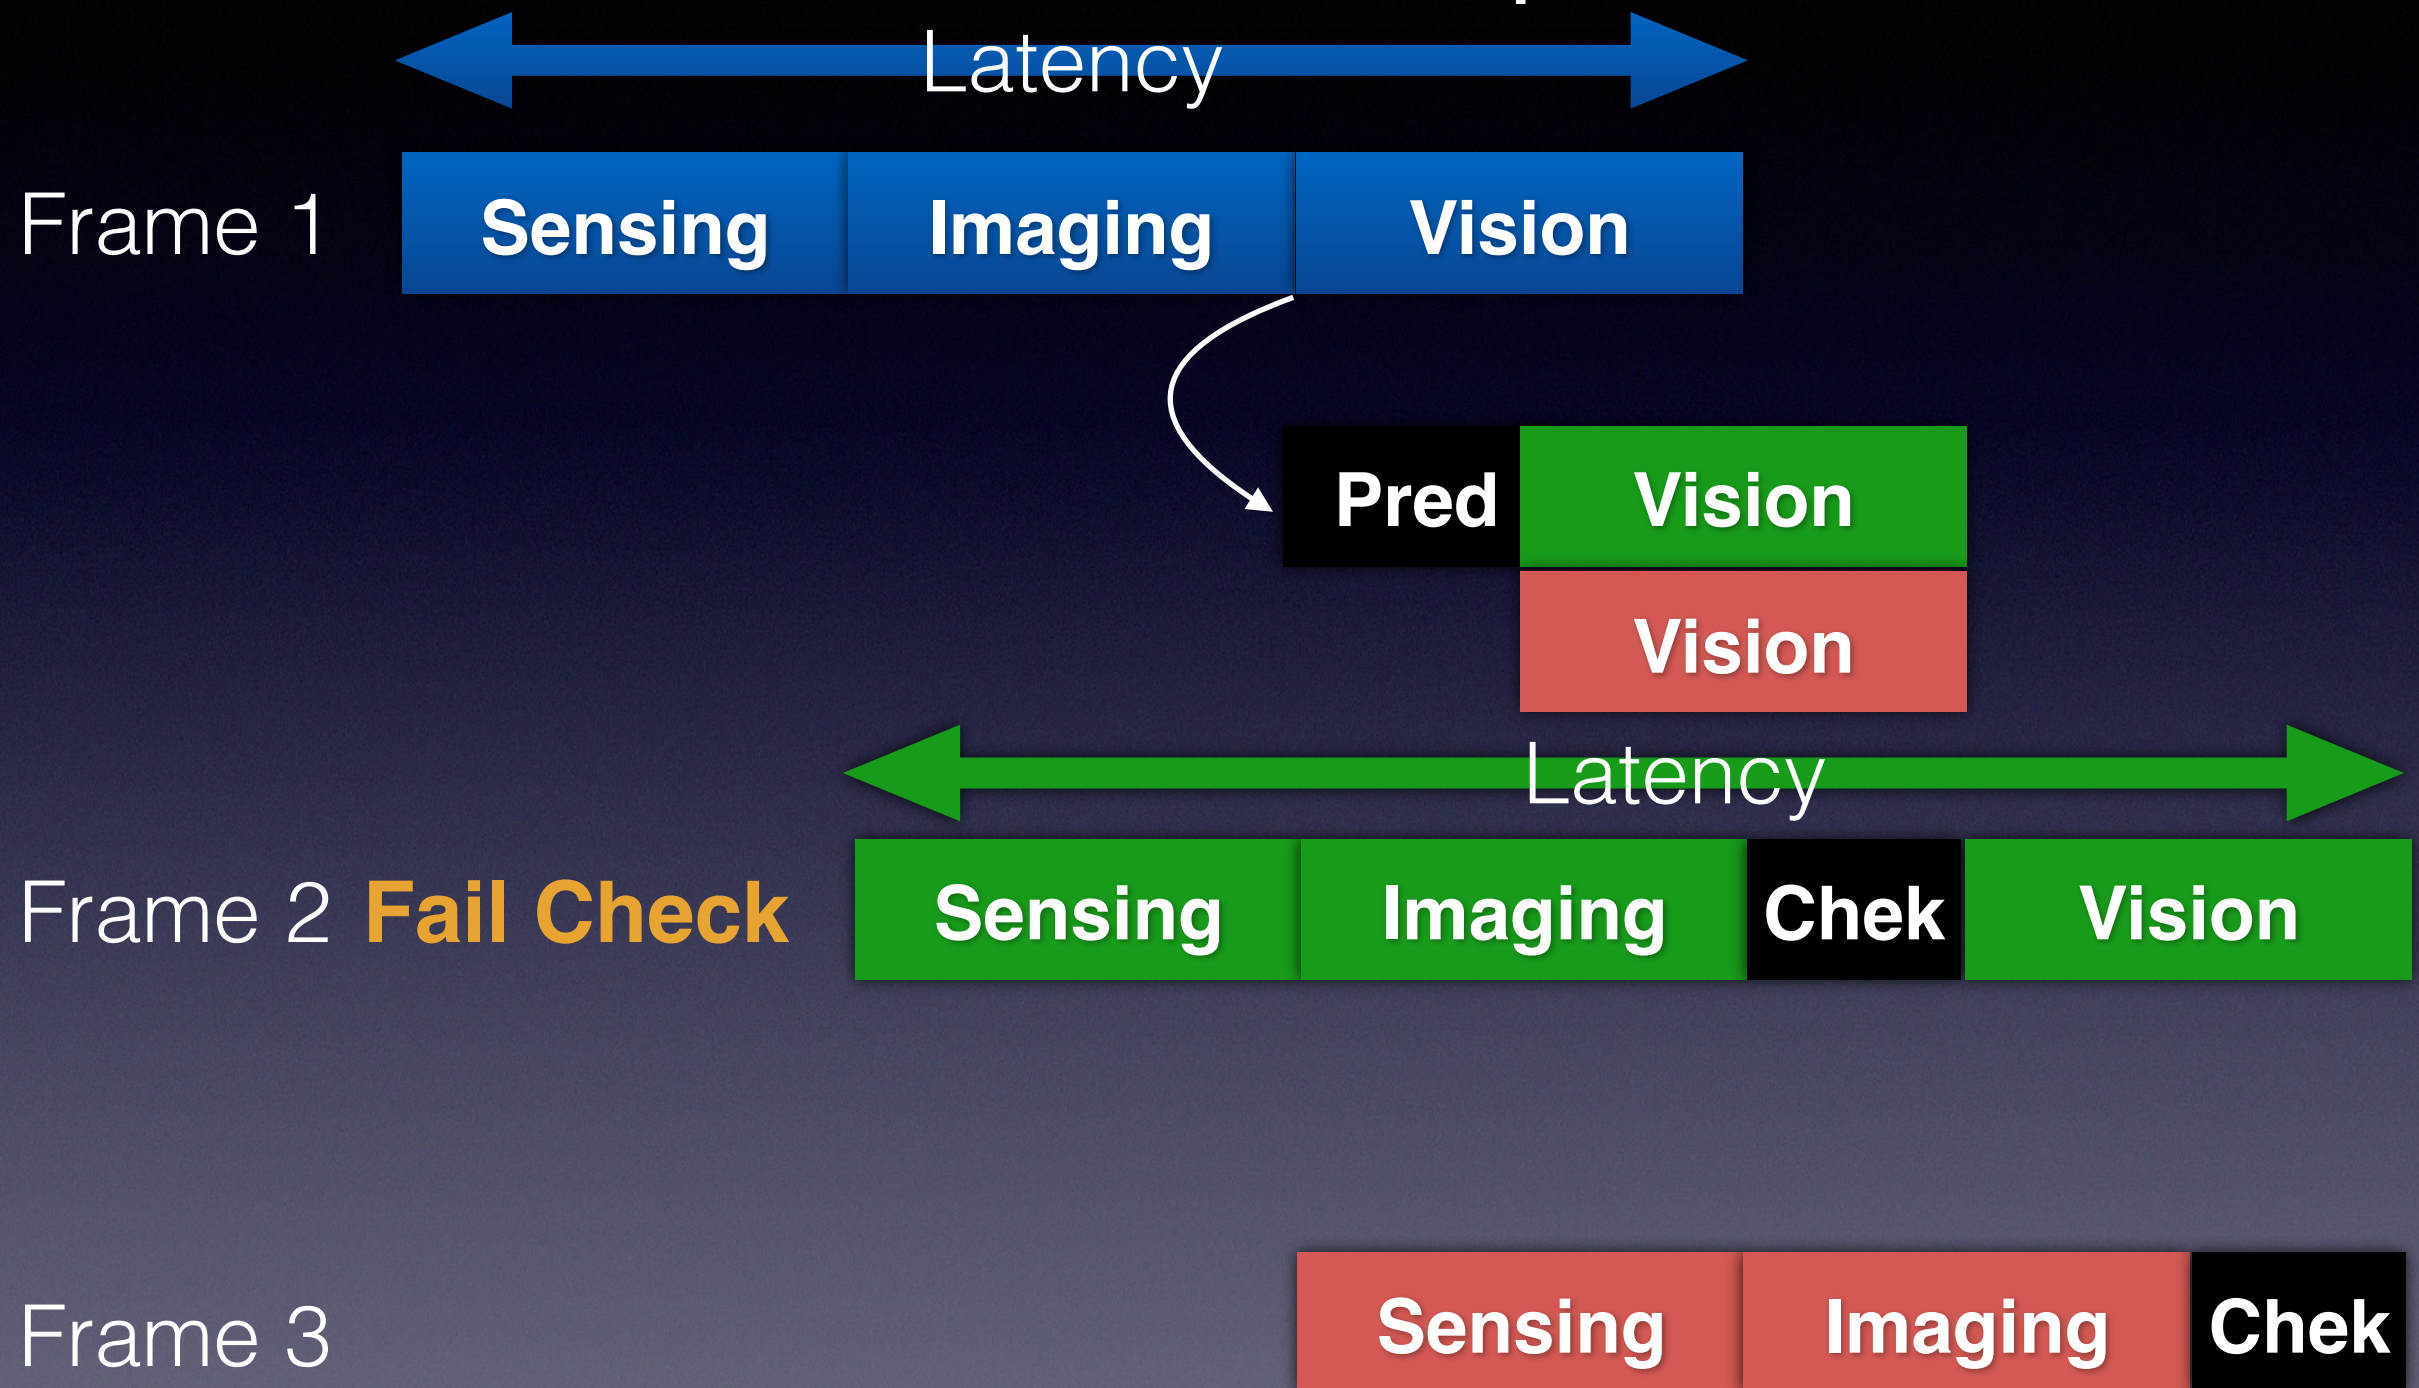 Latency
Frame 1 Sensing Imaging Vision
Pred Vision
Vision
Latency
Frame 2 Fail Check Sensing Imaging Chek Vision
Frame 3 Sensing Imaging Chek